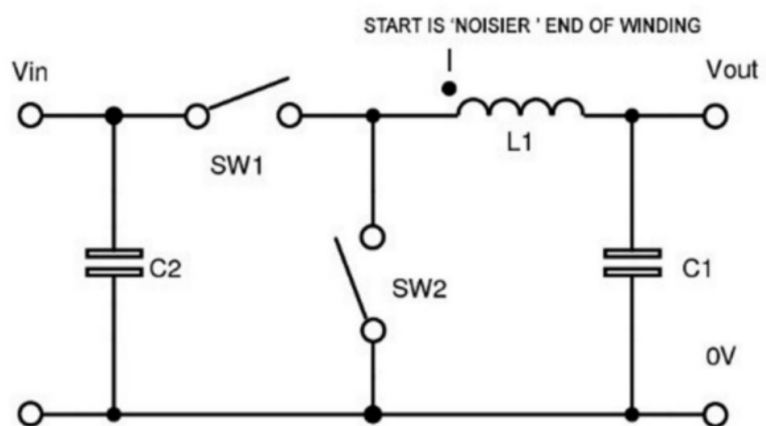 START IS ‘NOISIER ’ END OF WINDING
I
Vin
Vout
SW1
L1
C2
SW2
C1
0V